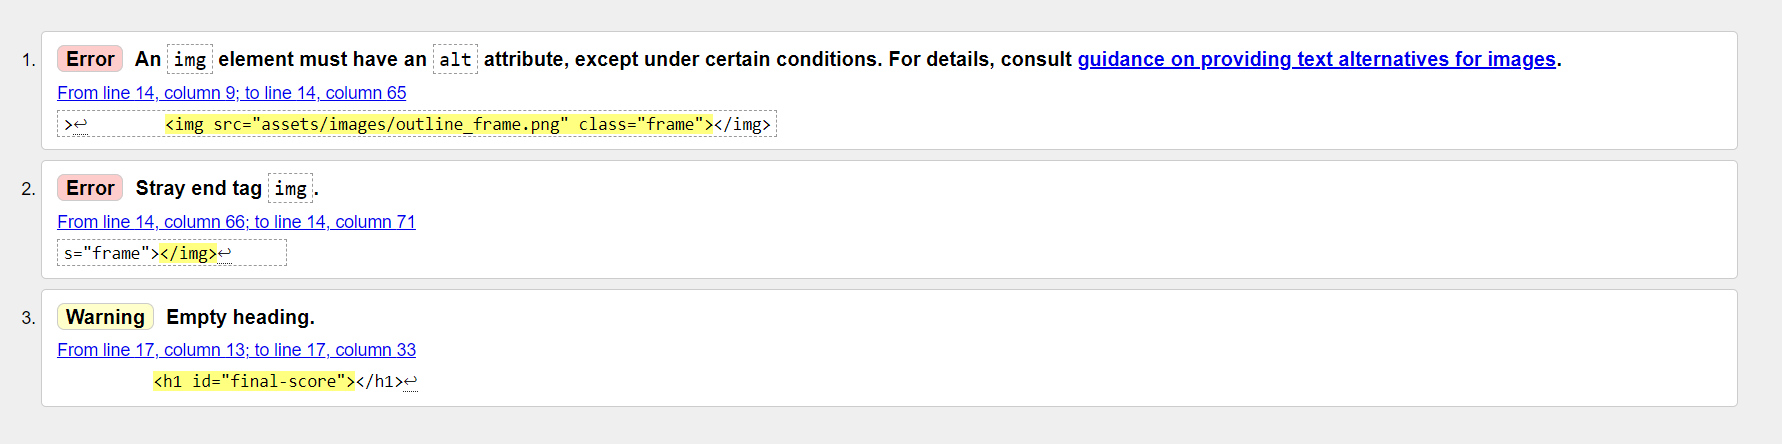 1. Error An img element must have an alt attribute, except under certain conditions. For details, consult guidance on providing text alternatives for images.
From line 14, column 9; to line 14, column 65
>↩ <img src="assets/images/outline_frame.png" class="frame"></img>
2. Error Stray end tag img.
From line 14, column 66; to line 14, column 71
s="frame"></img>↩
3. Warning Empty heading.
From line 17, column 13; to line 17, column 33
<h1 id="final-score"></h1>↩